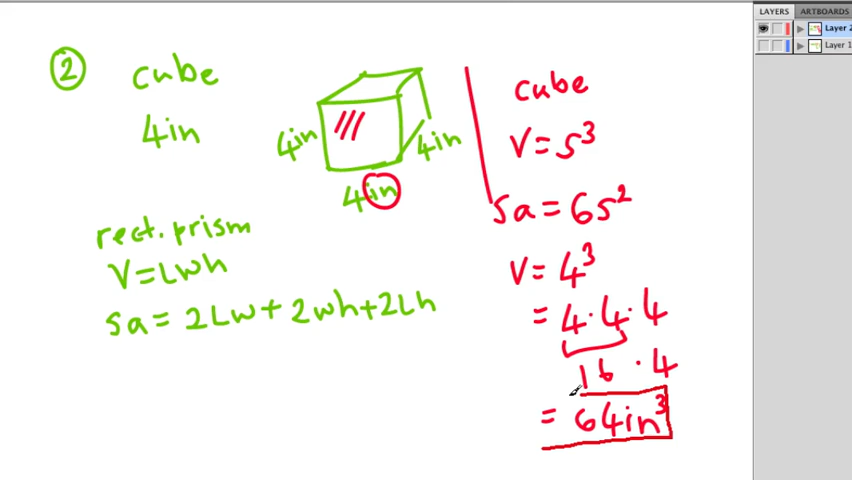 2
cube
4in
4in
4in
4in
rect. prism
V=Lwh
Sa= 2Lw+2wh+2Lh
cube
V=s³
Sa=6s²
V=4³
=4·4·4
16·4
=64in³
LAYERS ARTBOARDS
Layer 2
Layer 1